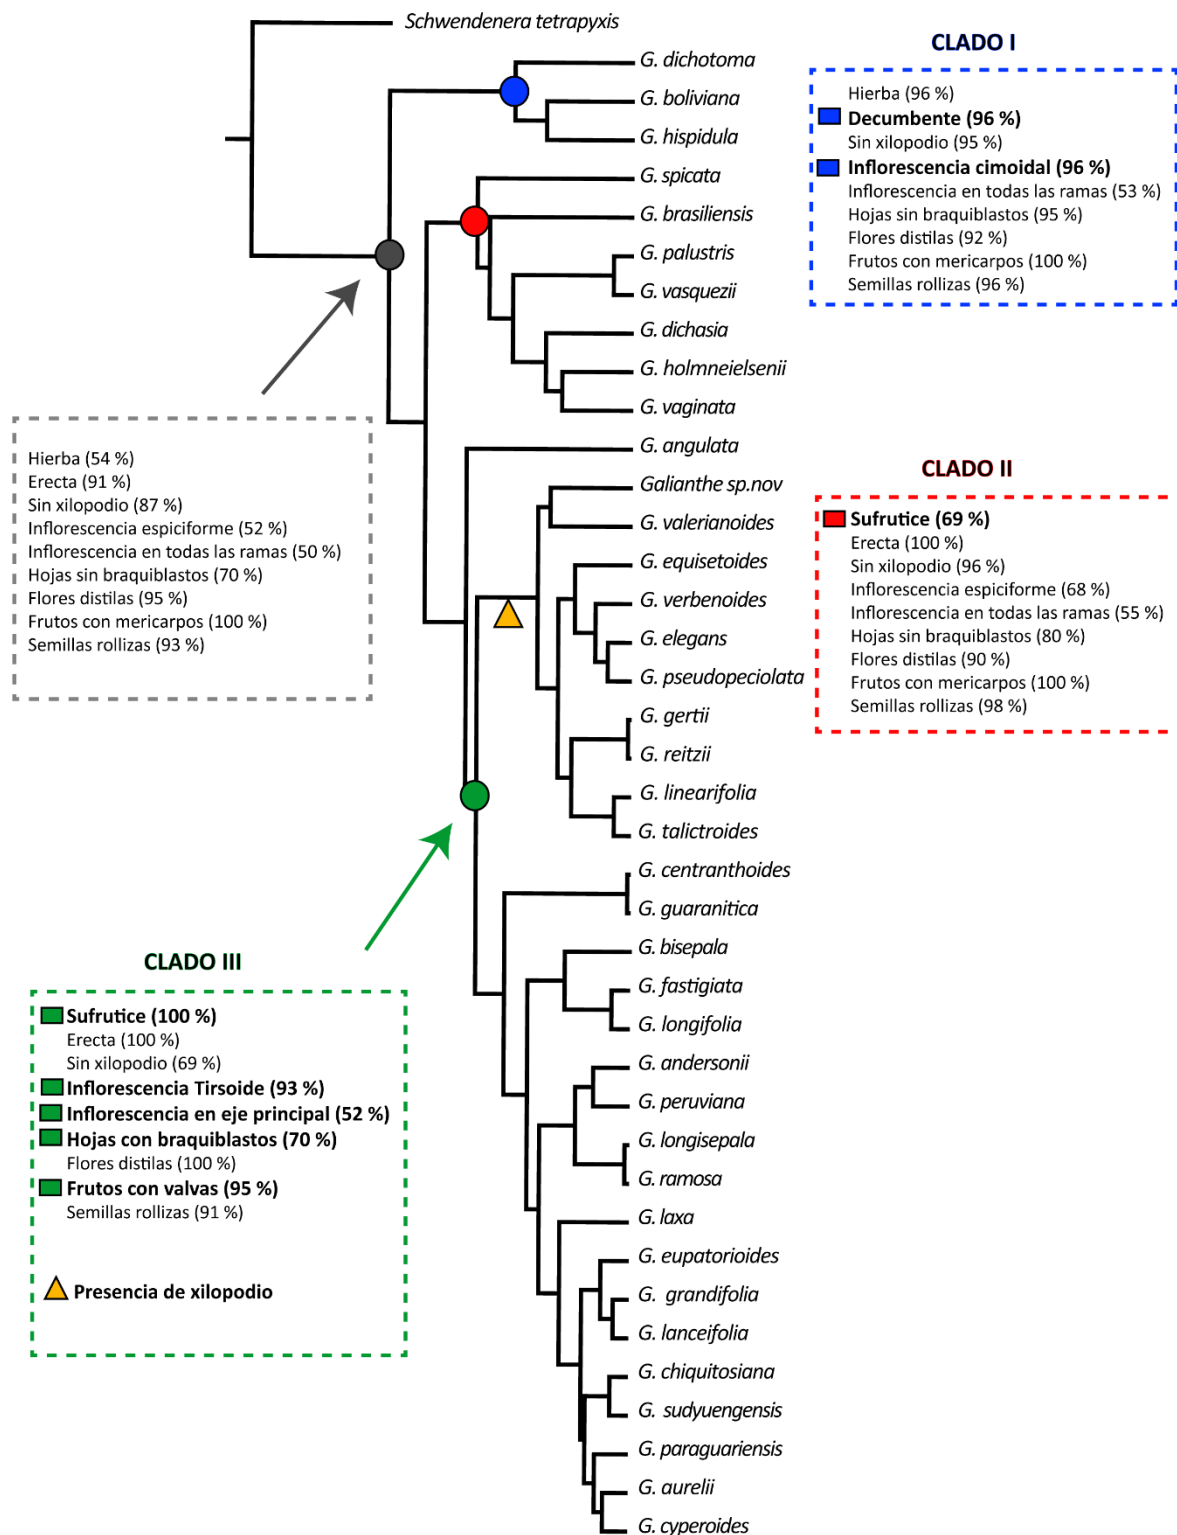 Schwendenera tetrapyxis
G. dichotoma
G. boliviana
G. hispidula
G. spicata
G. brasiliensis
G. palustris
G. vasquezii
G. dichasia
G. holmneielsenii
G. vaginata
G. angulata
Galianthe sp.nov
G. valerianoides
G. equisetoides
G. verbenoides
G. elegans
G. pseudopeciolata
G. gertii
G. reitzii
G. linearifolia
G. talictroides
G. centranthoides
G. guaranitica
G. bisepala
G. fastigiata
G. longifolia
G. andersonii
G. peruviana
G. longisepala
G. ramosa
G. laxa
G. eupatorioides
G. grandifolia
G. lanceifolia
G. chiquitosiana
G. sudyuengensis
G. paraguariensis
G. aurelii
G. cyperoides
CLADO I
Hierba (96 %)
Decumbente (96 %)
Sin xilopodio (95 %)
Inflorescencia cimoidal (96 %)
Inflorescencia en todas las ramas (53 %)
Hojas sin braquiblastos (95 %)
Flores distilas (92 %)
Frutos con mericarpos (100 %)
Semillas rollizas (96 %)
Hierba (54 %)
Erecta (91 %)
Sin xilopodio (87 %)
Inflorescencia espiciforme (52 %)
Inflorescencia en todas las ramas (50 %)
Hojas sin braquiblastos (70 %)
Flores distilas (95 %)
Frutos con mericarpos (100 %)
Semillas rollizas (93 %)
CLADO II
Sufrutice (69 %)
Erecta (100 %)
Sin xilopodio (96 %)
Inflorescencia espiciforme (68 %)
Inflorescencia en todas las ramas (55 %)
Hojas sin braquiblastos (80 %)
Flores distilas (90 %)
Frutos con mericarpos (100 %)
Semillas rollizas (98 %)
CLADO III
Sufrutice (100 %)
Erecta (100 %)
Sin xilopodio (69 %)
Inflorescencia Tirsoide (93 %)
Inflorescencia en eje principal (52 %)
Hojas con braquiblastos (70 %)
Flores distilas (100 %)
Frutos con valvas (95 %)
Semillas rollizas (91 %)
Presencia de xilopodio